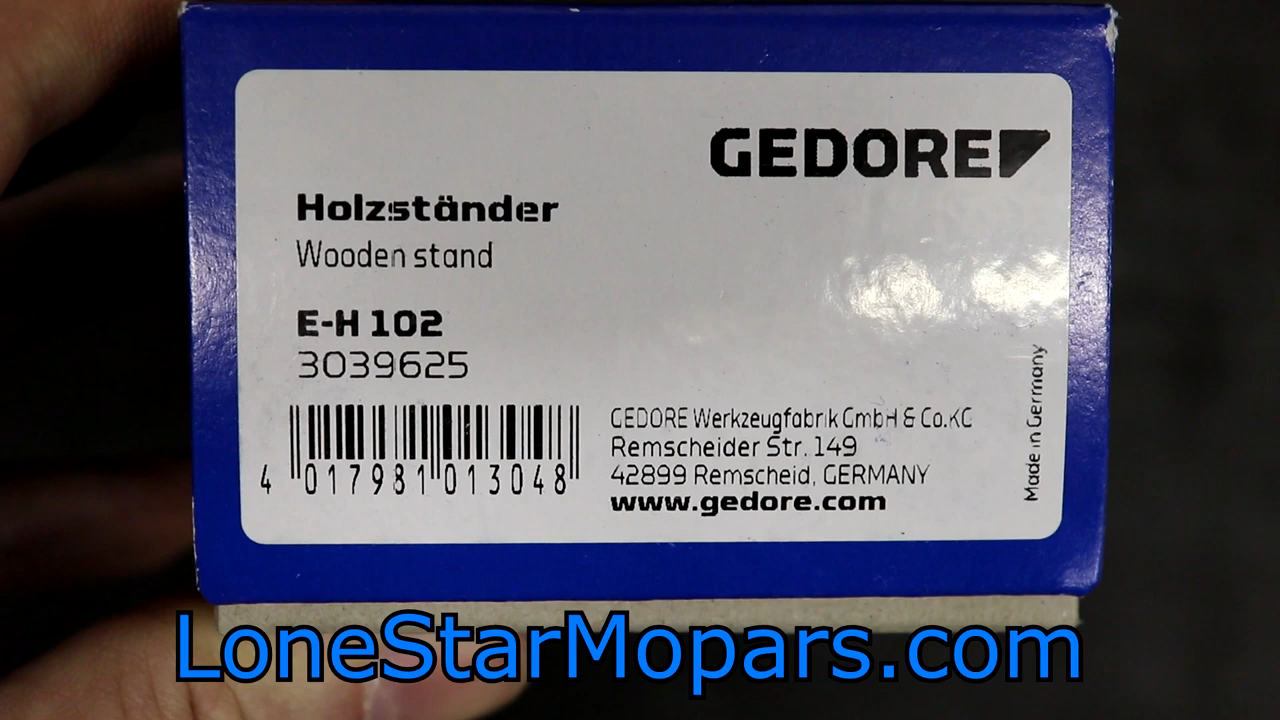 GEDORE
Holzständer
Wooden stand
E-H 102
3039625
4 017981 013048
GEDORE Werkzeugfabrik GmbH & Co.KG
Remscheider Str. 149
42899 Remscheid, GERMANY
www.gedore.com
Made in Germany
LoneStarMopars.com